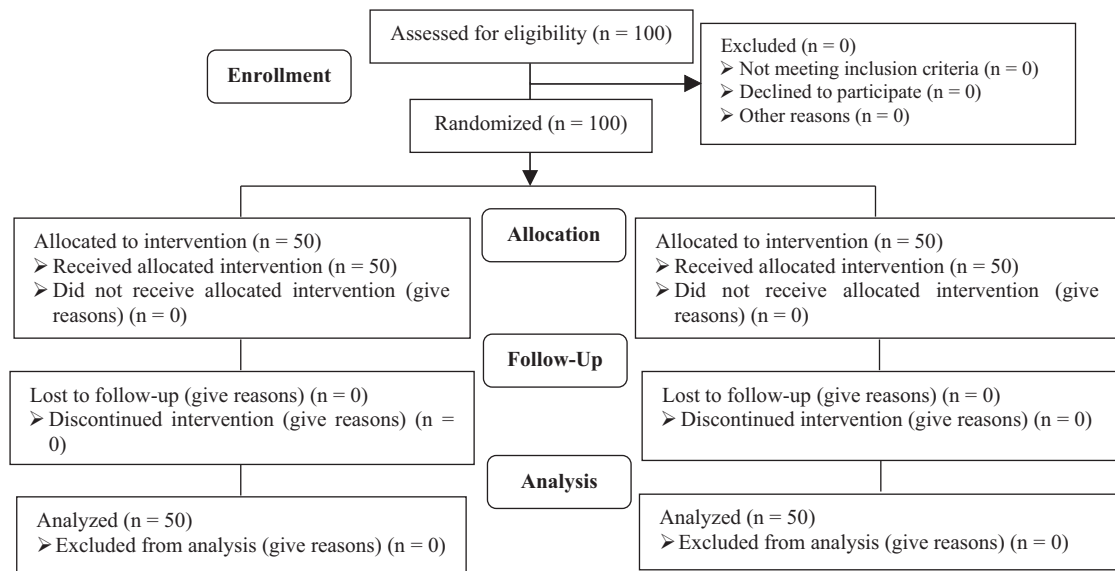 Assessed for eligibility (n = 100)
Enrollment
Excluded (n = 0)
➢ Not meeting inclusion criteria (n = 0)
➢ Declined to participate (n = 0)
➢ Other reasons (n = 0)
Randomized (n = 100)
Allocation
Allocated to intervention (n = 50)
➢ Received allocated intervention (n = 50)
➢ Did not receive allocated intervention (give
reasons) (n = 0)
Allocated to intervention (n = 50)
➢ Received allocated intervention (n = 50)
➢ Did not receive allocated intervention (give
reasons) (n = 0)
Follow-Up
Lost to follow-up (give reasons) (n = 0)
➢ Discontinued intervention (give reasons) (n =
0)
Lost to follow-up (give reasons) (n = 0)
➢ Discontinued intervention (give reasons) (n = 0)
Analysis
Analyzed (n = 50)
➢ Excluded from analysis (give reasons) (n = 0)
Analyzed (n = 50)
➢ Excluded from analysis (give reasons) (n = 0)